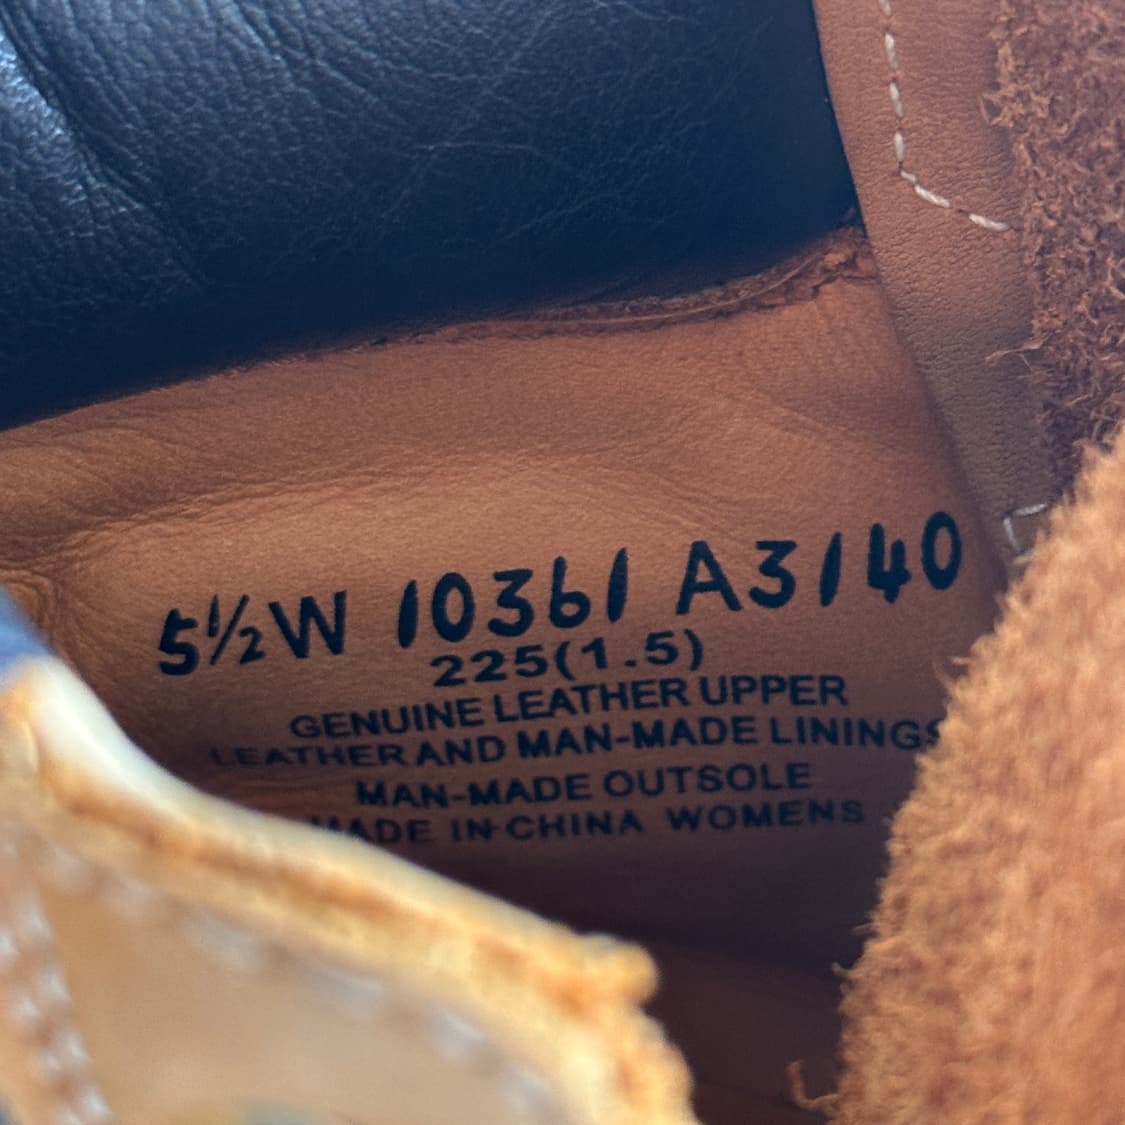 5½W 10361 A3140
225(1.5)
GENUINE LEATHER UPPER
LEATHER AND MAN-MADE LININGS
MAN-MADE OUTSOLE
MADE IN CHINA WOMENS